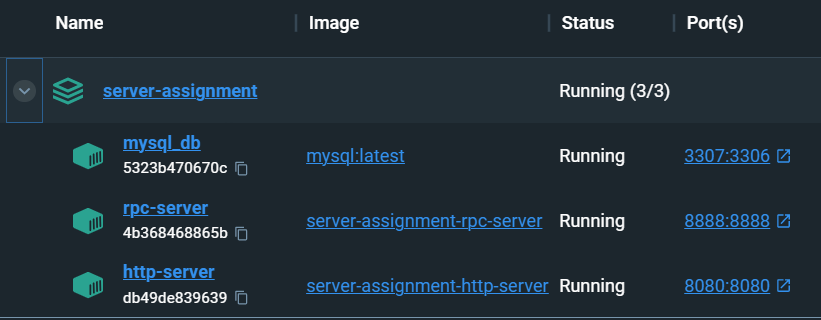 Name Image Status Port(s)
server-assignment Running (3/3)
mysql_db
5323b470670c mysql:latest Running 3307:3306
rpc-server
4b368468865b server-assignment-rpc-server Running 8888:8888
http-server
db49de839639 server-assignment-http-server Running 8080:8080